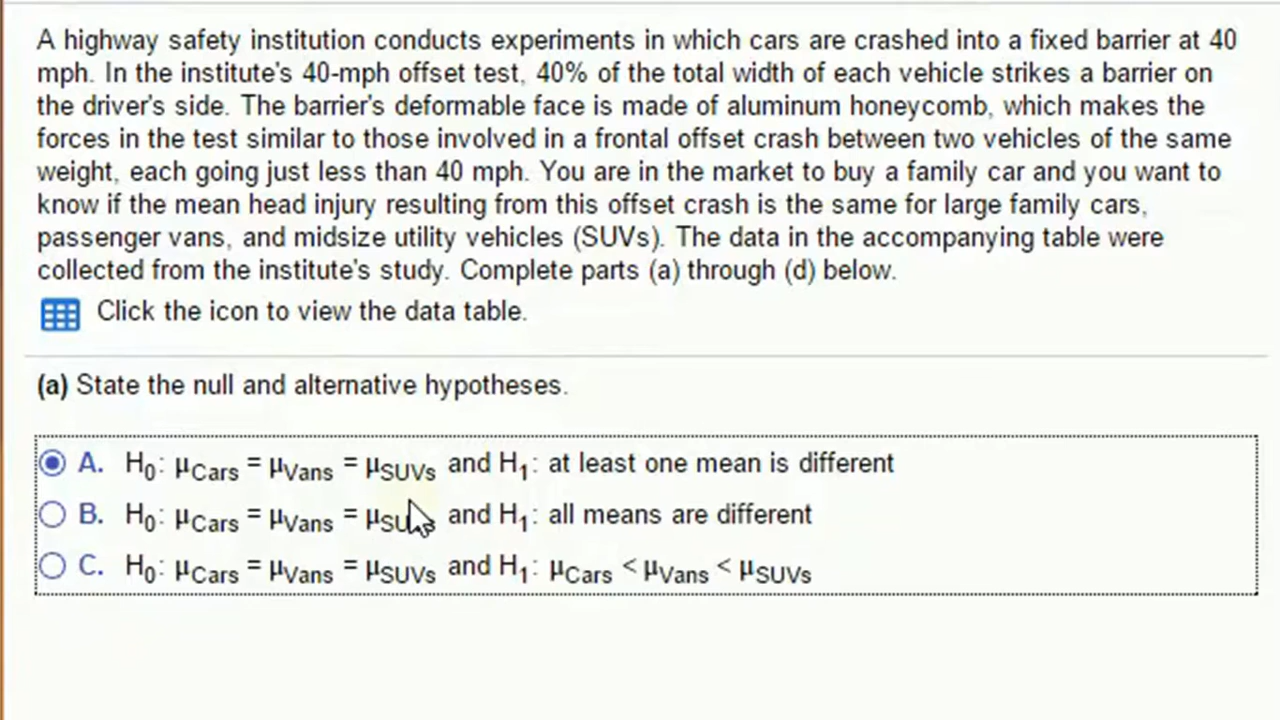 A highway safety institution conducts experiments in which cars are crashed into a fixed barrier at 40
mph. In the institute's 40-mph offset test, 40% of the total width of each vehicle strikes a barrier on
the driver's side. The barrier's deformable face is made of aluminum honeycomb, which makes the
forces in the test similar to those involved in a frontal offset crash between two vehicles of the same
weight, each going just less than 40 mph. You are in the market to buy a family car and you want to
know if the mean head injury resulting from this offset crash is the same for large family cars,
passenger vans, and midsize utility vehicles (SUVs). The data in the accompanying table were
collected from the institute's study. Complete parts (a) through (d) below.
Click the icon to view the data table.
(a) State the null and alternative hypotheses.
A. H₀: μCars = μVans = μSUVs and H₁: at least one mean is different
B. H₀: μCars = μVans = μSUVs and H₁: all means are different
C. H₀: μCars = μVans = μSUVs and H₁: μCars < μVans < μSUVs